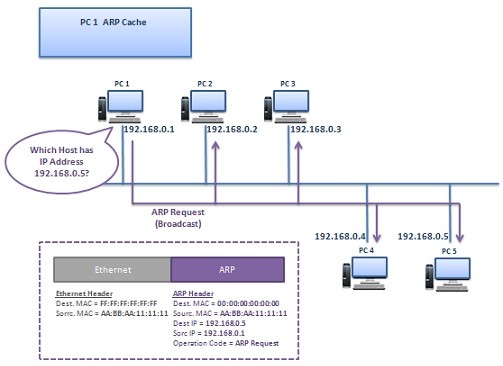 PC 1  ARP Cache
PC 1
PC 2
PC 3
192.168.0.1
192.168.0.2
192.168.0.3
Which Host has
IP Address
192.168.0.5?
ARP Request
(Broadcast)
192.168.0.4
192.168.0.5
PC 4
PC 5
Ethernet
ARP
Ethernet Header
Dest. MAC = FF:FF:FF:FF:FF:FF
Sorrc. MAC = AA:BB:AA:11:11:11
ARP Header
Dest. MAC = 00:00:00:00:00:00
Sourc. MAC = AA:BB:AA:11:11:11
Dest IP = 192.168.0.5
Sorc IP = 192.168.0.1
Operation Code = ARP Request